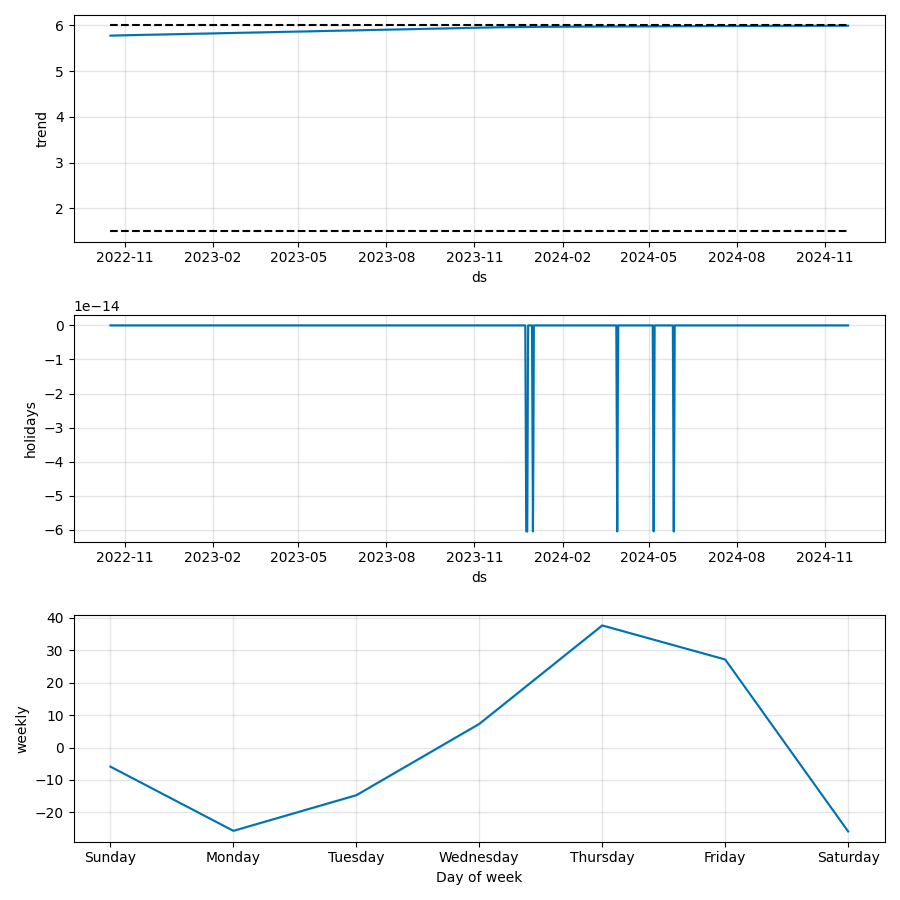 6
5
4
3
2
trend
2022-11 2023-02 2023-05 2023-08 2023-11 2024-02 2024-05 2024-08 2024-11
ds
1e−14
0
−1
−2
−3
−4
−5
−6
holidays
2022-11 2023-02 2023-05 2023-08 2023-11 2024-02 2024-05 2024-08 2024-11
ds
40
30
20
10
0
−10
−20
weekly
Sunday Monday Tuesday Wednesday Thursday Friday Saturday
Day of week